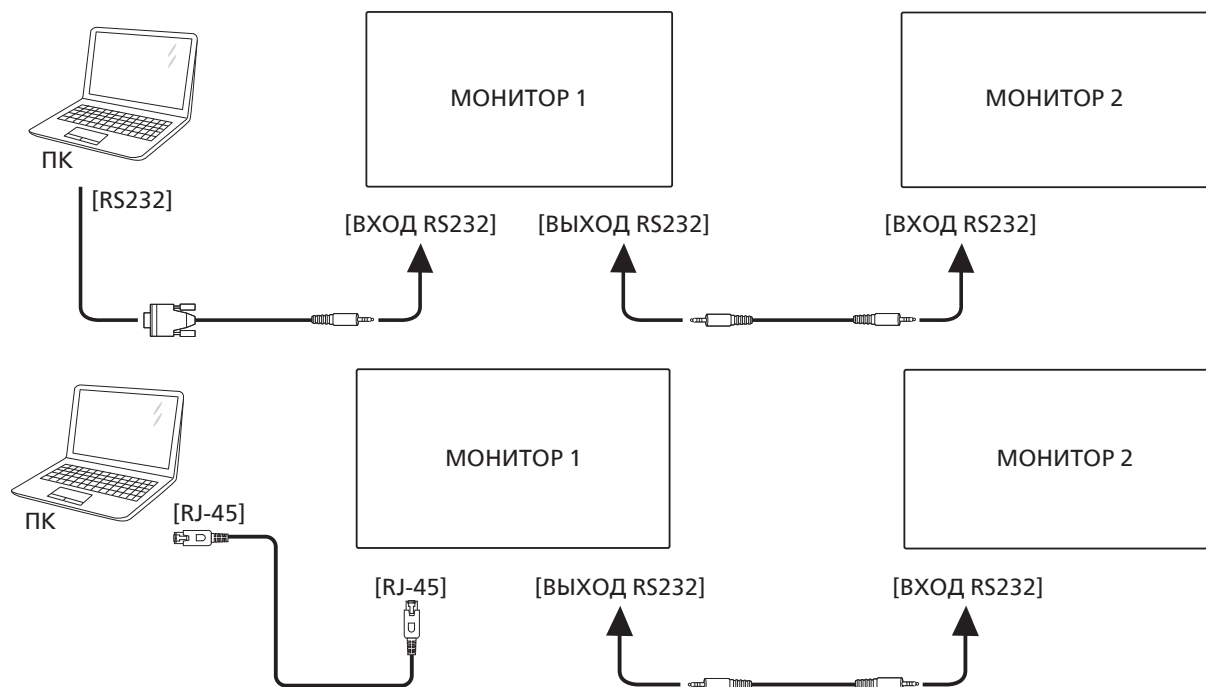 МОНИТОР 1
МОНИТОР 2
ПК
[RS232]
[ВХОД RS232]
[ВЫХОД RS232]
[ВХОД RS232]
МОНИТОР 1
МОНИТОР 2
ПК
[RJ-45]
[RJ-45]
[ВЫХОД RS232]
[ВХОД RS232]